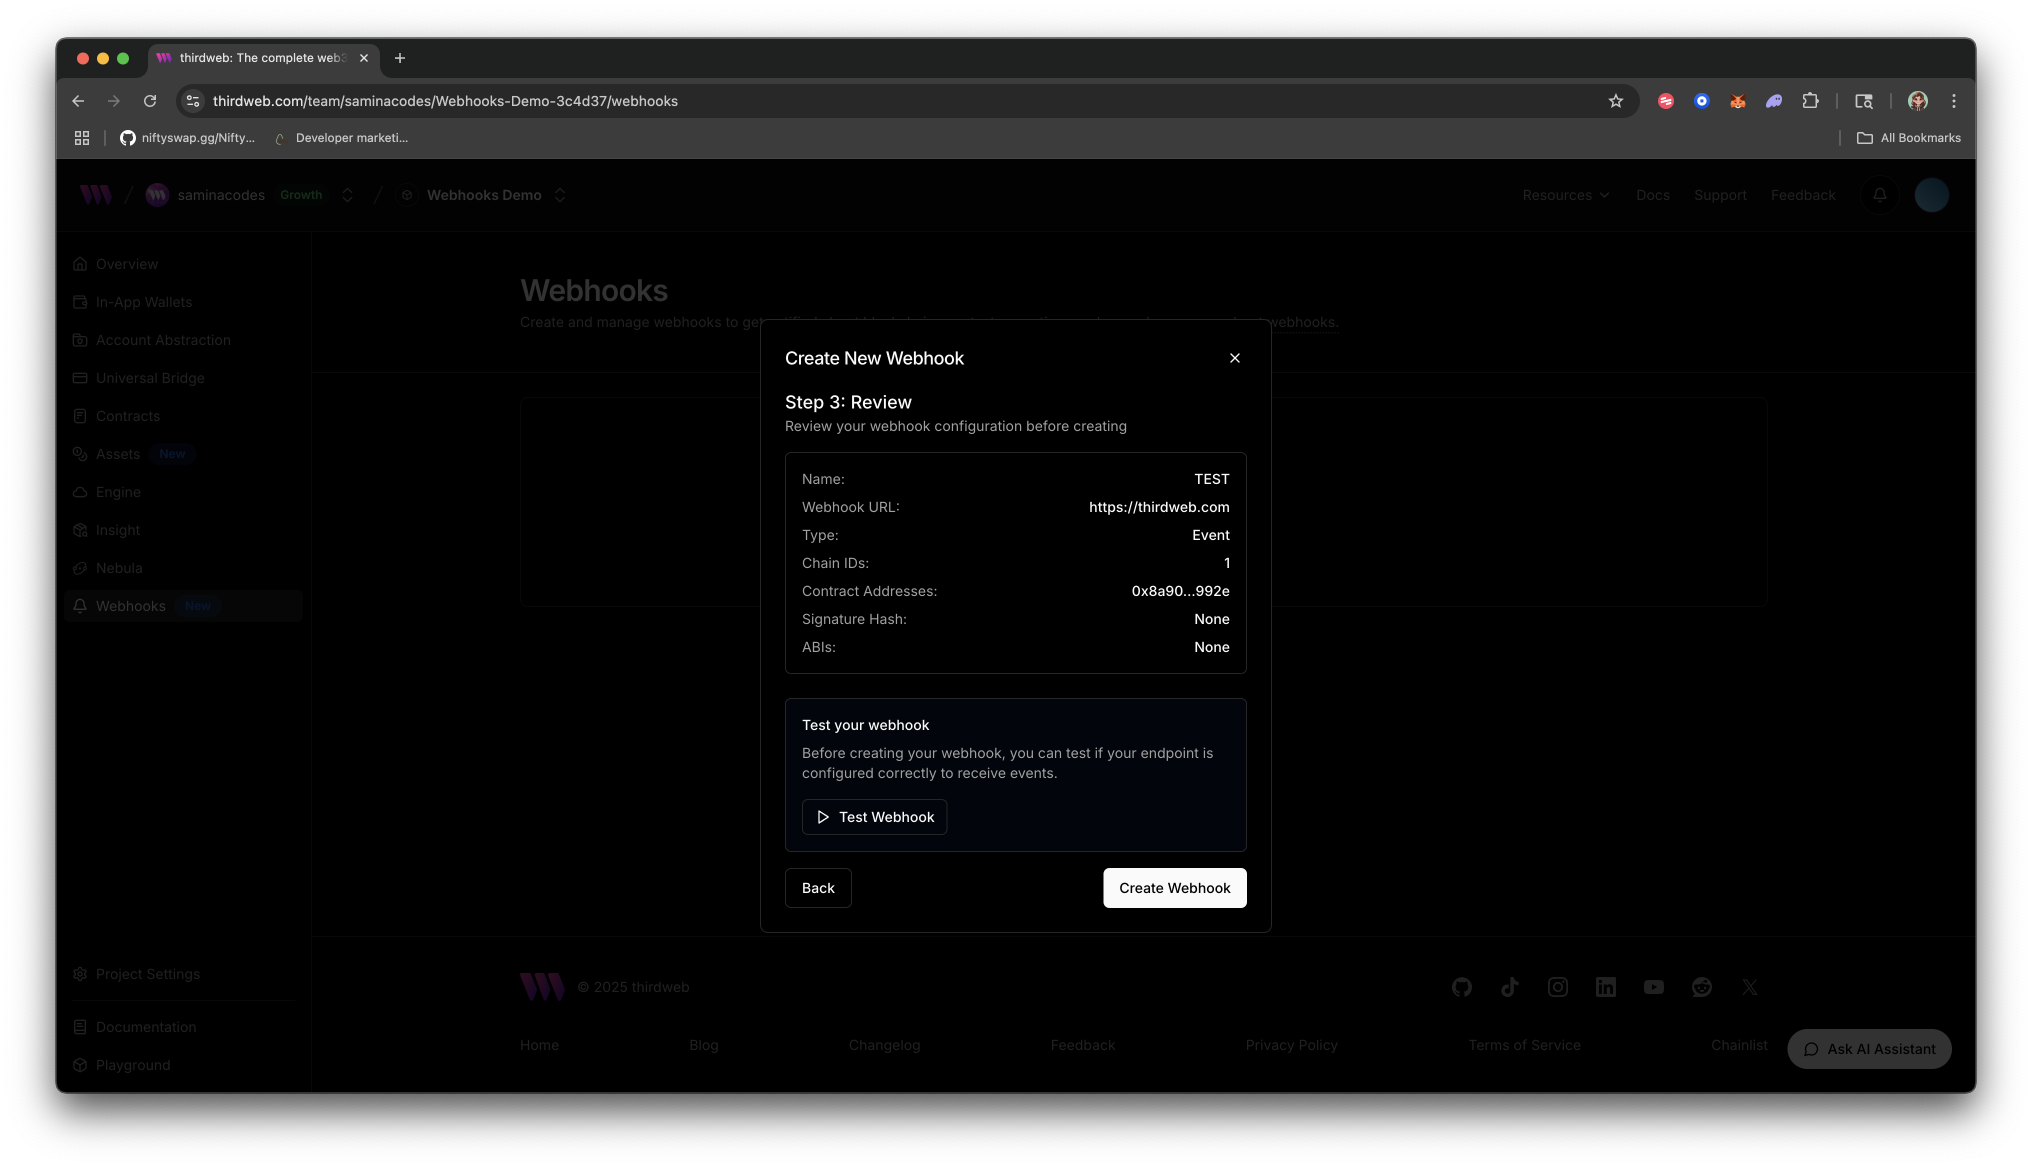 thirdweb: The complete web3
thirdweb.com/team/saminacodes/Webhooks-Demo-3c4d37/webhooks
niftyswap.gg/Nifty...
Developer marketi...
All Bookmarks
saminacodes Growth
Webhooks Demo
Resources
Docs
Support
Feedback
Overview
In-App Wallets
Account Abstraction
Universal Bridge
Contracts
Assets New
Engine
Insight
Nebula
Webhooks New
Project Settings
Documentation
Playground
Webhooks
Create and manage webhooks to get
webhooks.
Create New Webhook
Step 3: Review
Review your webhook configuration before creating
Name: TEST
Webhook URL: https://thirdweb.com
Type: Event
Chain IDs: 1
Contract Addresses: 0x8a90...992e
Signature Hash: None
ABIs: None
Test your webhook
Before creating your webhook, you can test if your endpoint is
configured correctly to receive events.
Test Webhook
Back
Create Webhook
© 2025 thirdweb
Home
Blog
Changelog
Feedback
Privacy Policy
Terms of Service
Chainlist
Ask AI Assistant